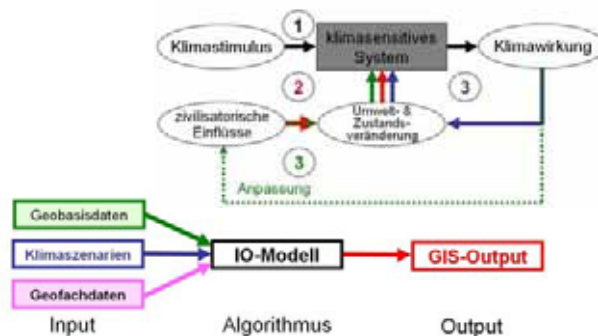 1
Klimastimulus
klimasensitives
System
Klimawirkung
2
3
zivilisatorische
Einflüsse
Umwelt- &
Zustands-
veränderung
3
Anpassung
Geobasisdaten
Klimaszenarien
IO-Modell
GIS-Output
Geofachdaten
Input
Algorithmus
Output